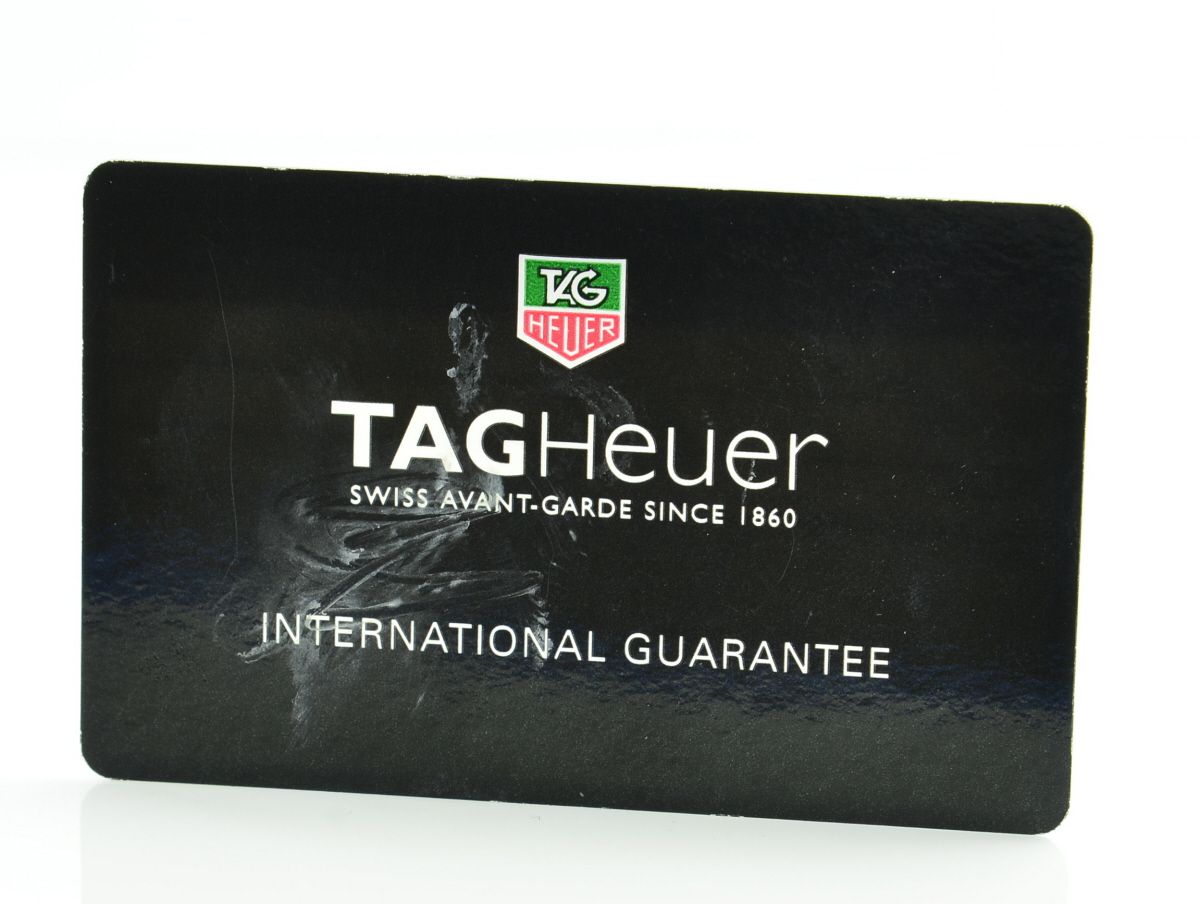 TAG
HEUER
TAGHeuer
SWISS AVANT-GARDE SINCE 1860
INTERNATIONAL GUARANTEE